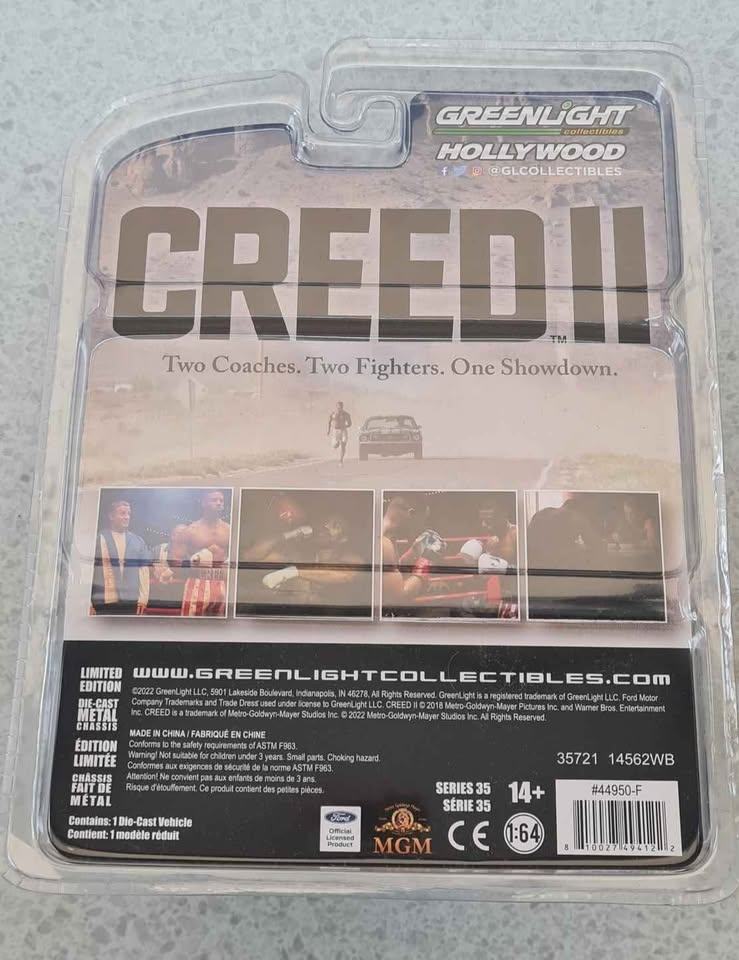 GREENLiGHT
collectibles
HOLLYWOOD
@GLCOLLECTIBLES
CREED II
TM
Two Coaches. Two Fighters. One Showdown.
LIMITED EDITION
DIE-CAST METAL CHASSIS
ÉDITION LIMITÉE
CHÂSSIS FAIT DE MÉTAL
WWW.GREENLIGHTCOLLECTIBLES.COM
©2022 GreenLight LLC, 5901 Lakeside Boulevard, Indianapolis, IN 46278, All Rights Reserved. GreenLight is a registered trademark of GreenLight LLC. Ford Motor
Company Trademarks and Trade Dress used under license to GreenLight LLC. CREED II © 2018 Metro-Goldwyn-Mayer Pictures Inc. and Warner Bros. Entertainment
Inc. CREED is a trademark of Metro-Goldwyn-Mayer Studios Inc. © 2022 Metro-Goldwyn-Mayer Studios Inc. All Rights Reserved.
MADE IN CHINA / FABRIQUÉ EN CHINE
Conforms to the safety requirements of ASTM F963.
Warning! Not suitable for children under 3 years. Small parts. Choking hazard.
Conformes aux exigences de sécurité de la norme ASTM F963.
Attention! Ne convient pas aux enfants de moins de 3 ans.
Risque d'étouffement. Ce produit contient des petites pièces.
35721 14562WB
Contains: 1 Die-Cast Vehicle
Contient: 1 modèle réduit
Ford
Official
Licensed
Product
MGM
SERIES 35
SÉRIE 35
14+
CE
1:64
#44950-F
8 10027 49412 2